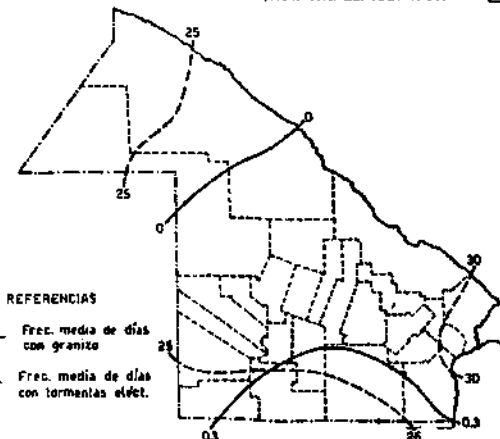 25
0
25
0
30
REFERENCIAS
Frec. media de días
con granizo
25
Frec. media de días
con tormentas eléct.
30
0.3
0.3